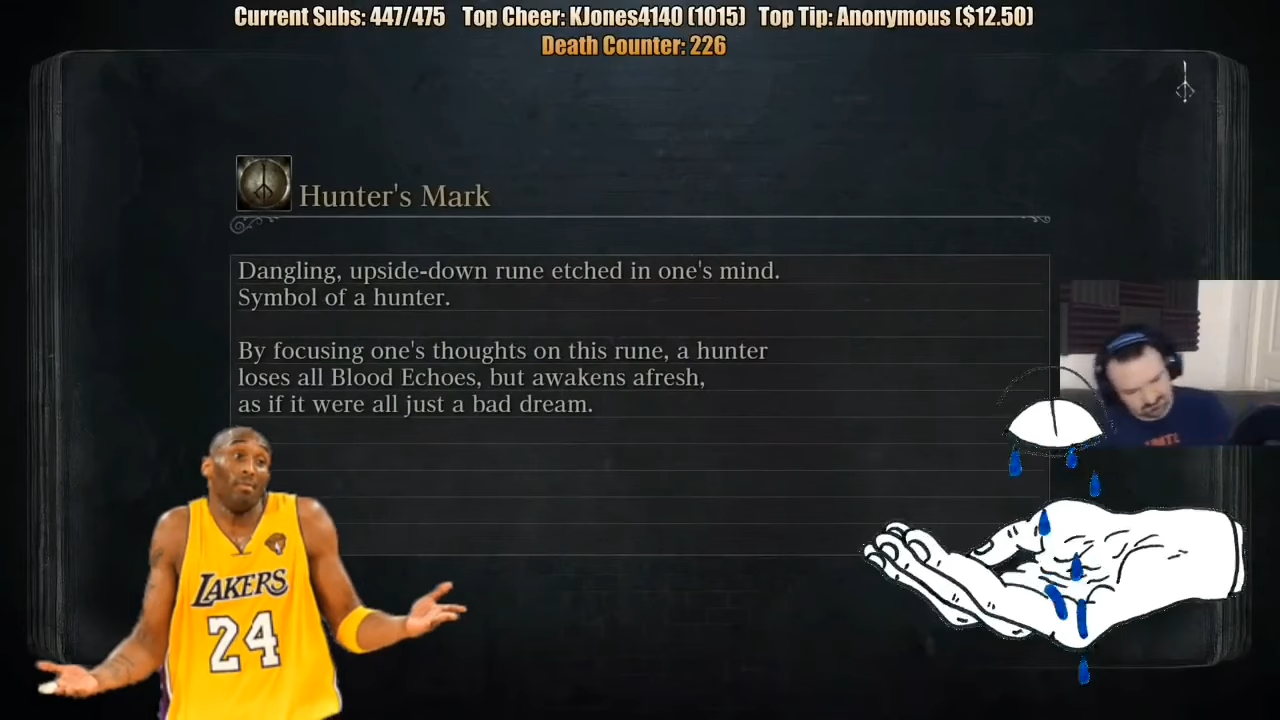 Current Subs: 447/475 Top Cheer: KJones4140 (1015) Top Tip: Anonymous ($12.50)
Death Counter: 226
Hunter's Mark
Dangling, upside-down rune etched in one's mind.
Symbol of a hunter.
By focusing one's thoughts on this rune, a hunter
loses all Blood Echoes, but awakens afresh,
as if it were all just a bad dream.
LAKERS
24